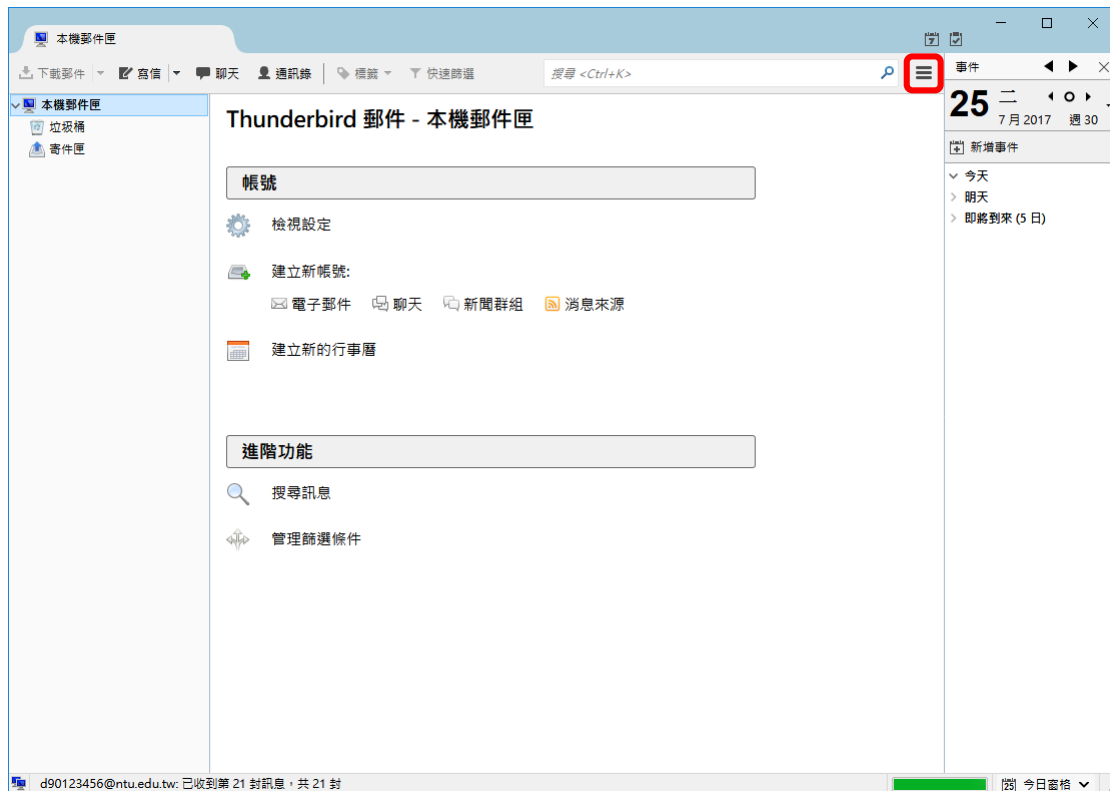 本機郵件匣
下載郵件 寫信 聊天 通訊錄 標籤 快速篩選 搜尋 <Ctrl+K>
事件
本機郵件匣
垃圾桶
寄件匣
Thunderbird 郵件 - 本機郵件匣
帳號
檢視設定
建立新帳號:
電子郵件 聊天 新聞群組 消息來源
建立新的行事曆
進階功能
搜尋訊息
管理篩選條件
25 二
7 月 2017 週 30
新增事件
今天
明天
即將到來 (5 日)
d90123456@ntu.edu.tw: 已收到第 21 封訊息，共 21 封
25 今日窗格